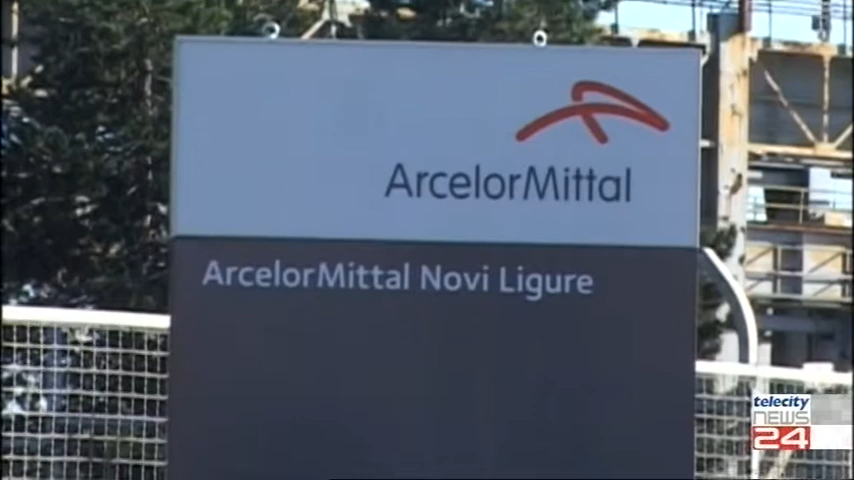 ArcelorMittal
ArcelorMittal Novi Ligure
telecity
NEWS
24